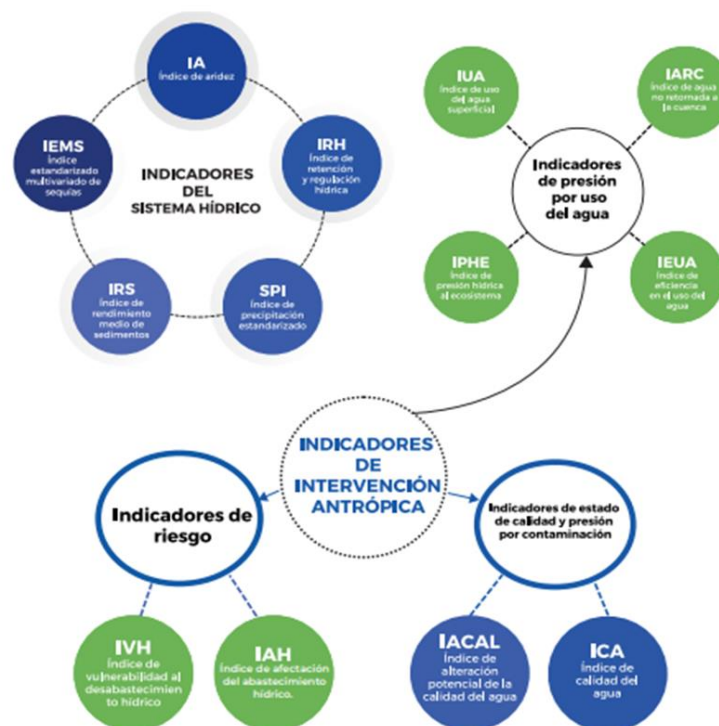 IA
Índice de aridez
IEMS
Índice
estandarizado
multivariado de
sequías
IRH
Índice de
retención
y regulación
hídrica
INDICADORES
DEL
SISTEMA HÍDRICO
IRS
Índice de
rendimiento
medio de
sedimentos
SPI
Índice de
precipitación
estandarizado
IUA
Índice de uso
del agua
superficial
IARC
Índice de agua
no retornada a
la cuenca
Indicadores
de presión
por uso
del agua
IPHE
Índice de
presión hídrica
al ecosistema
IEUA
Índice de
eficiencia
en el uso del
agua
INDICADORES
DE
INTERVENCIÓN
ANTRÓPICA
Indicadores de
riesgo
Indicadores de estado
de calidad y presión
por contaminación
IVH
Índice de
vulnerabilidad al
desabastecimien
to hídrico
IAH
Índice de afectación
del abastecimiento
hídrico.
IACAL
Índice de
alteración
potencial de la
calidad del agua
ICA
Índice de
calidad del
agua